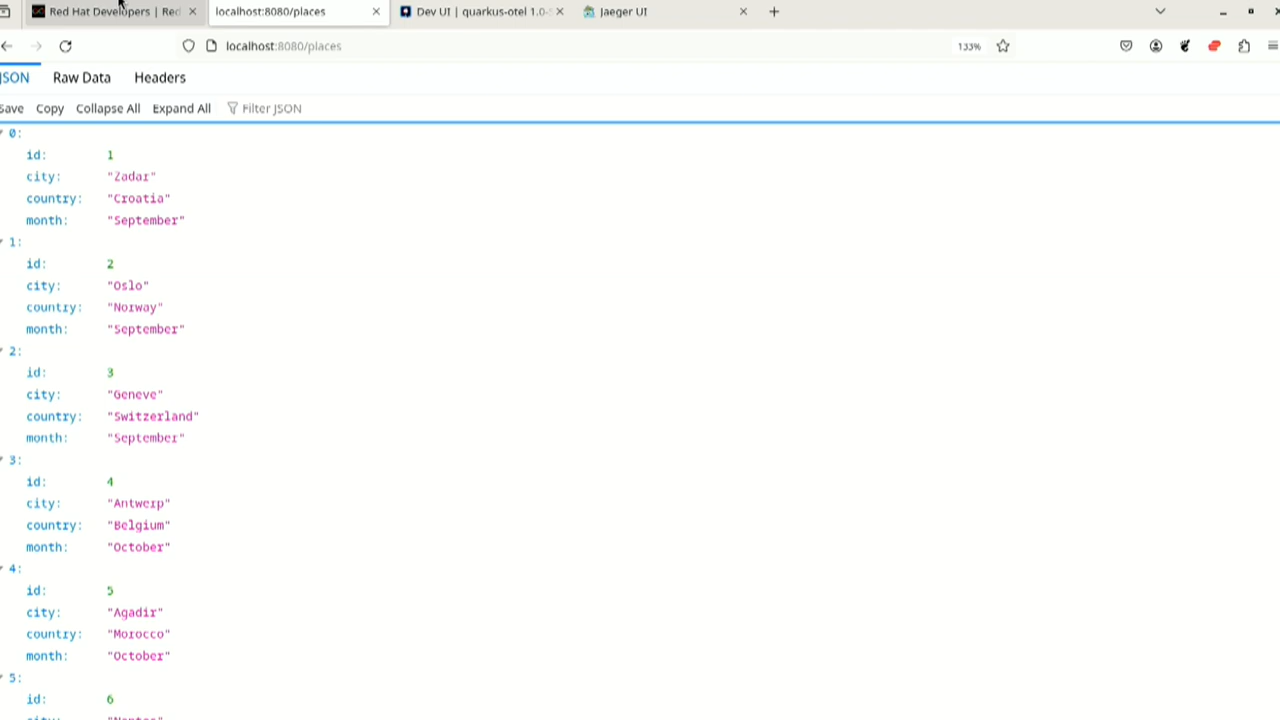 Red Hat Developers | Red
localhost:8080/places
Dev UI | quarkus-otel 1.0-S
Jaeger UI
localhost:8080/places
133%
JSON Raw Data Headers
Save Copy Collapse All Expand All Filter JSON
0:
id: 1
city: "Zadar"
country: "Croatia"
month: "September"
1:
id: 2
city: "Oslo"
country: "Norway"
month: "September"
2:
id: 3
city: "Geneve"
country: "Switzerland"
month: "September"
3:
id: 4
city: "Antwerp"
country: "Belgium"
month: "October"
4:
id: 5
city: "Agadir"
country: "Morocco"
month: "October"
5:
id: 6
city: